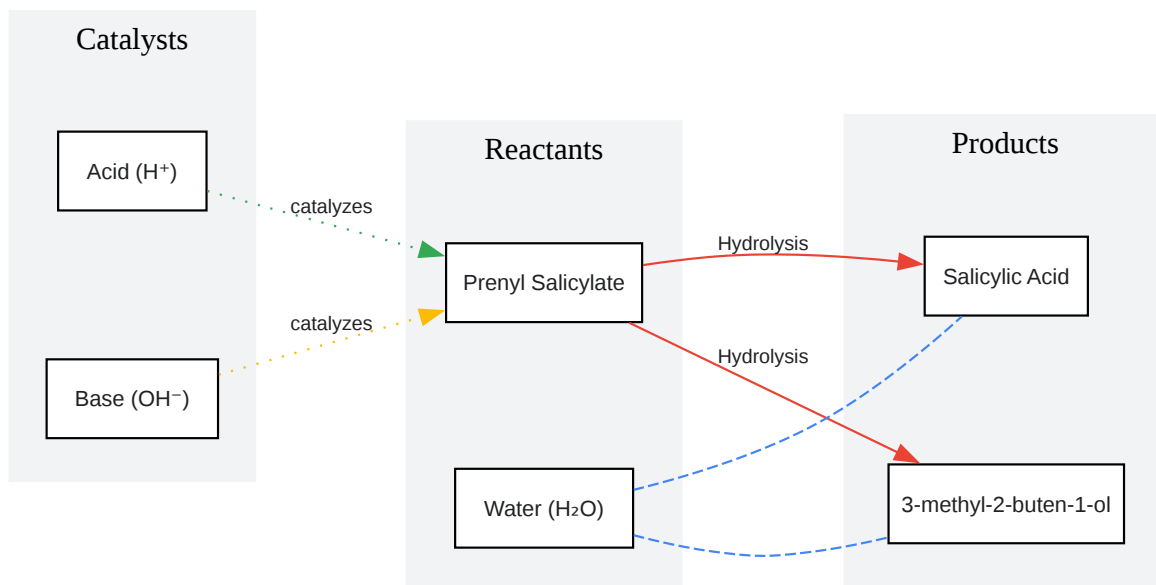 Catalysts
Acid (H⁺)
Base (OH⁻)
catalyzes
catalyzes
Reactants
Prenyl Salicylate
Water (H₂O)
Hydrolysis
Hydrolysis
Products
Salicylic Acid
3-methyl-2-buten-1-ol